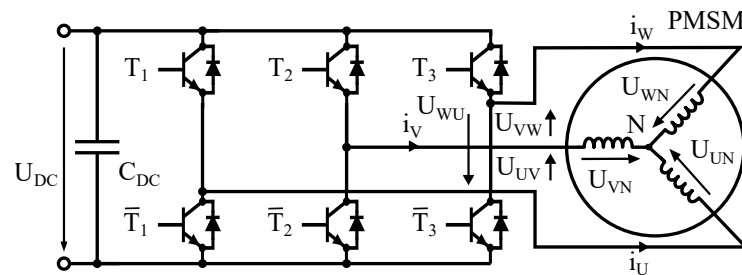 i_W PMSM
T_1 T_2 T_3
U_WU U_WN
i_V U_VW N
U_DC C_DC U_UV U_VN U_UN
T̅_1 T̅_2 T̅_3
i_U